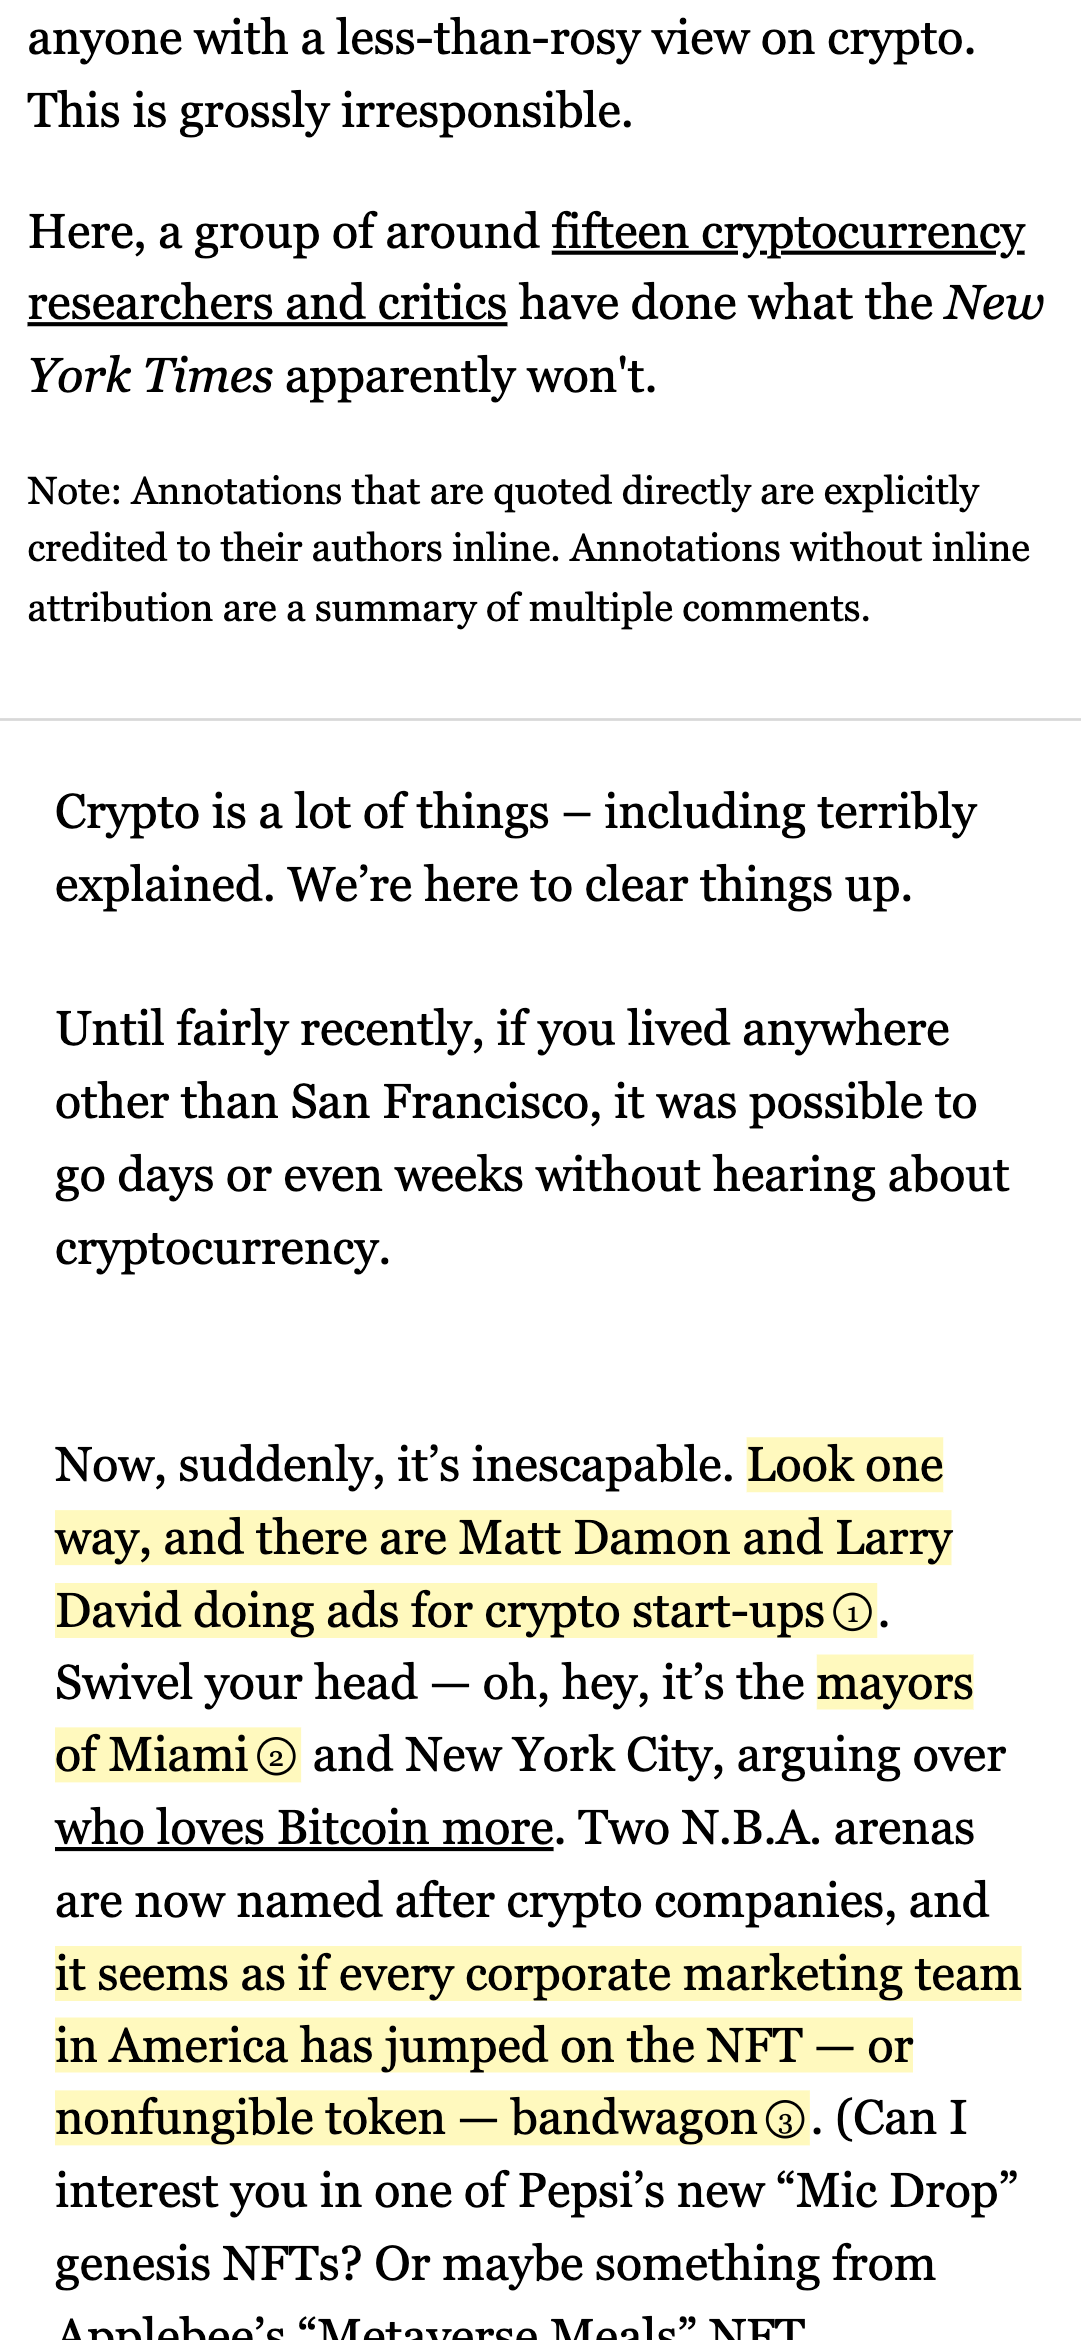 anyone with a less-than-rosy view on crypto.
This is grossly irresponsible.
Here, a group of around fifteen cryptocurrency
researchers and critics have done what the New
York Times apparently won't.
Note: Annotations that are quoted directly are explicitly
credited to their authors inline. Annotations without inline
attribution are a summary of multiple comments.
Crypto is a lot of things – including terribly
explained. We’re here to clear things up.
Until fairly recently, if you lived anywhere
other than San Francisco, it was possible to
go days or even weeks without hearing about
cryptocurrency.
Now, suddenly, it’s inescapable. Look one
way, and there are Matt Damon and Larry
David doing ads for crypto start-ups ①.
Swivel your head — oh, hey, it’s the mayors
of Miami ② and New York City, arguing over
who loves Bitcoin more. Two N.B.A. arenas
are now named after crypto companies, and
it seems as if every corporate marketing team
in America has jumped on the NFT — or
nonfungible token — bandwagon ③. (Can I
interest you in one of Pepsi’s new “Mic Drop”
genesis NFTs? Or maybe something from
Applebee’s “Metaverse Meals” NFT